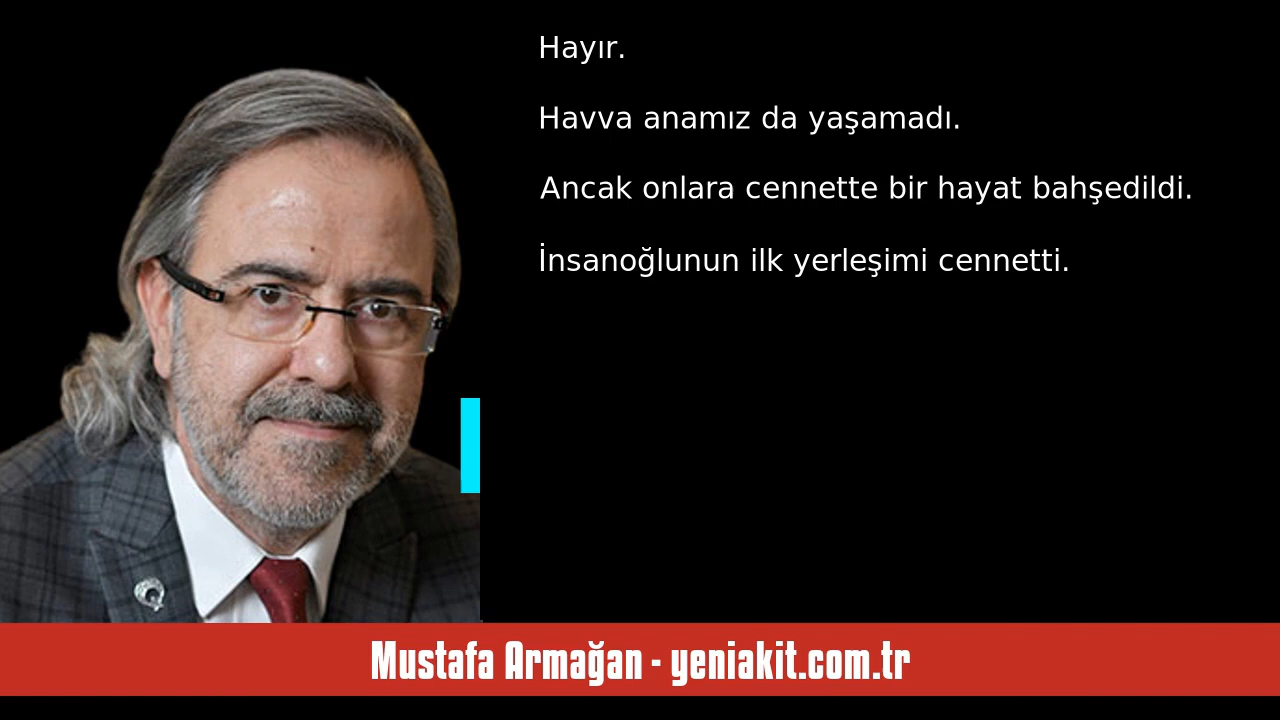 Hayır.
Havva anamız da yaşamadı.
Ancak onlara cennette bir hayat bahşedildi.
İnsanoğlunun ilk yerleşimi cennetti.
Mustafa Armağan - yeniakit.com.tr